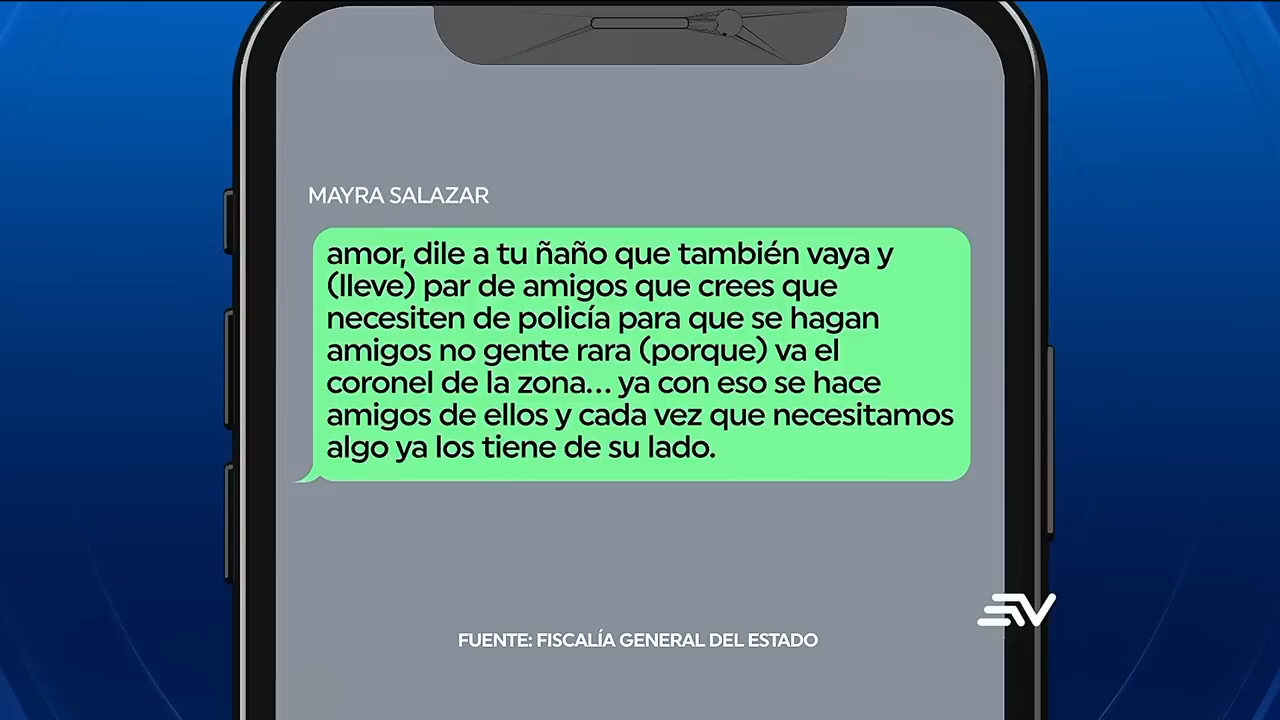 MAYRA SALAZAR
amor, dile a tu ñaño que también vaya y
(lleve) par de amigos que crees que
necesiten de policía para que se hagan
amigos no gente rara (porque) va el
coronel de la zona... ya con eso se hace
amigos de ellos y cada vez que necesitamos
algo ya los tiene de su lado.
FUENTE: FISCALÍA GENERAL DEL ESTADO